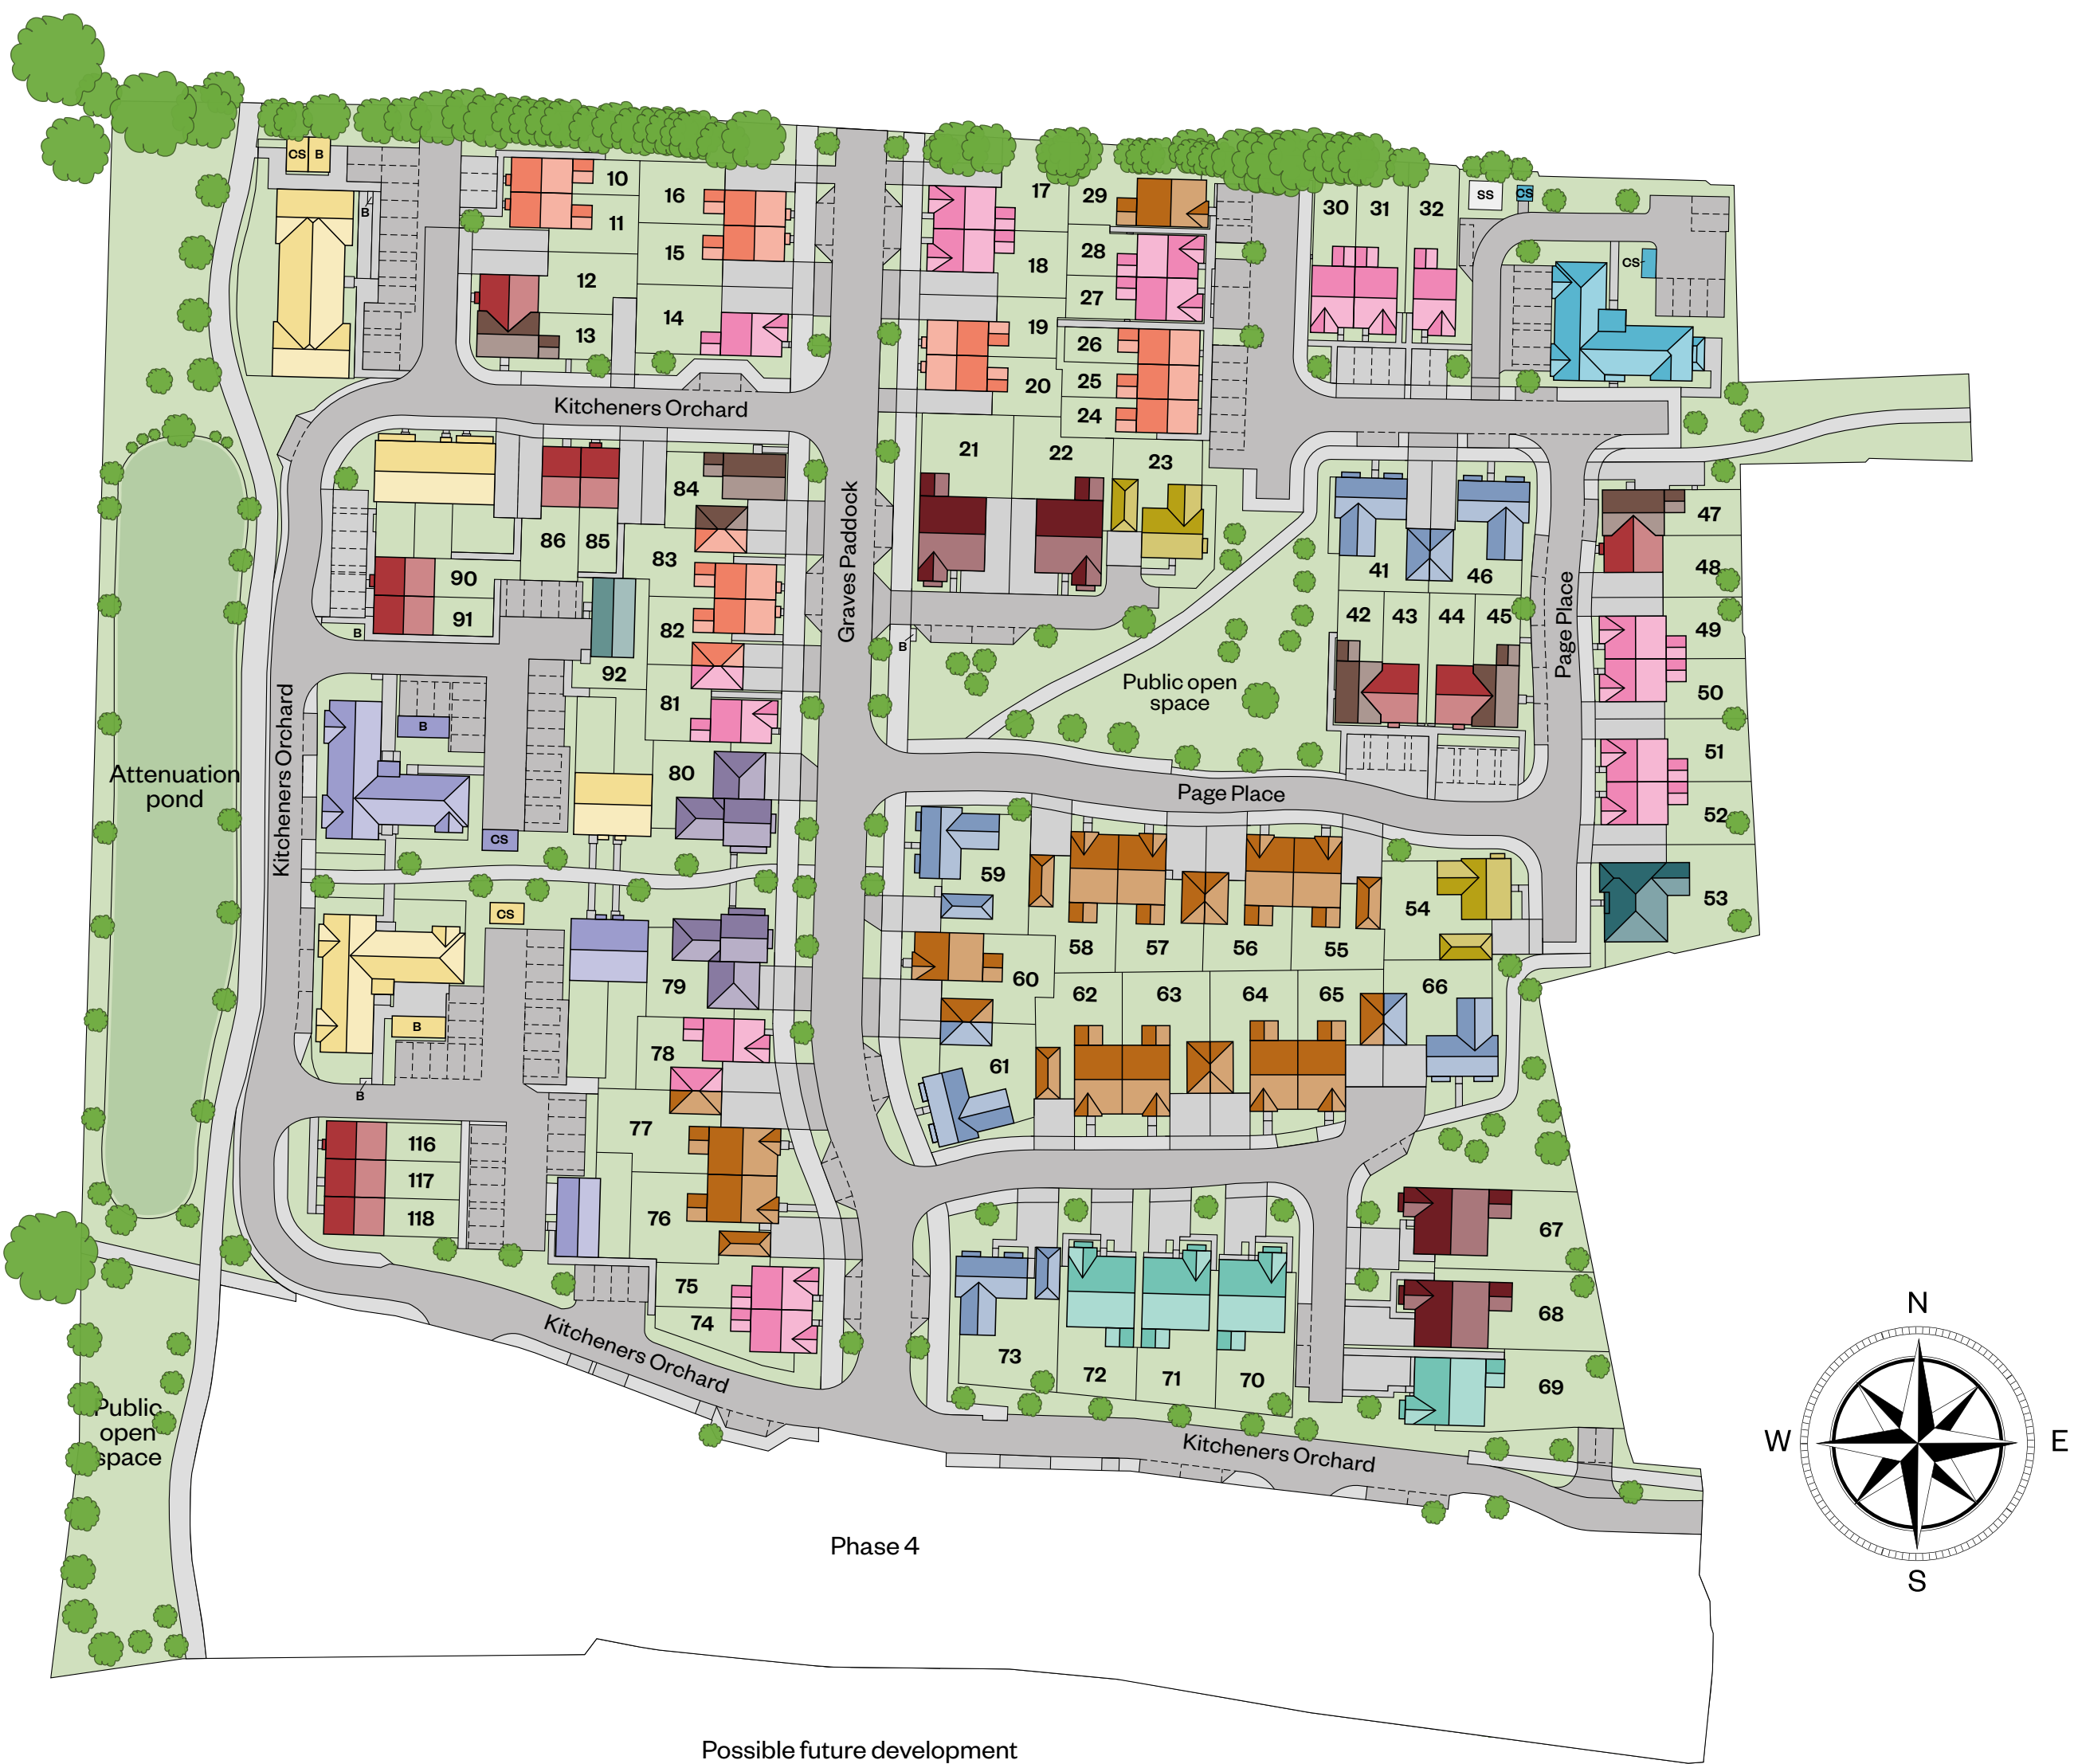 CS B
B
10
11
12
13
16
15
14
17
18
19
20
29
28
27
26
25
24
30 31 32
SS
CS
CS
Kitcheners Orchard
21
22
23
Graves Paddock
84
83
82
81
80
86 85
90
91
92
B
B
CS
Kitcheners Orchard
Attenuation
pond
B
Public open
space
41
46
42 43 44 45
Page Place
47
48
49
50
51
52
53
Page Place
59
58
57
56
55
54
60
61
62
63
64
65
66
CS
B
B
79
78
77
76
75
74
116
117
118
Kitcheners Orchard
73
72
71
70
67
68
69
Kitcheners Orchard
Public
open
space
Phase 4
Possible future development
N
W
E
S